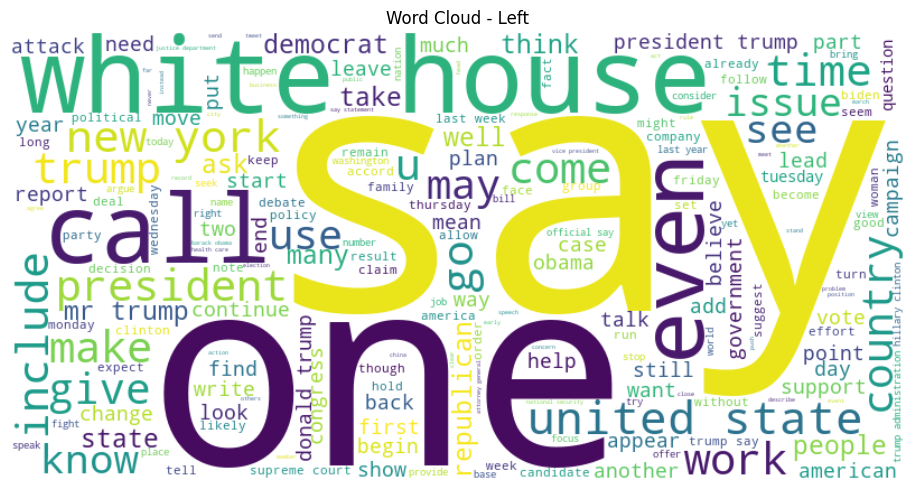 Word Cloud - Left
white house
say
one
call
even
president
united state
new york
trump
make
give
know
include
country
work
time
issue
see
come
may
use
go
u
attack
need
democrat
much
think
president trump
part
already
bring
question
political
move
put
leave
take
nation
fact
follow
biden
consider
seem
year
long
today
last week
well
might
company
last year
march
ask
keep
remain
washington
plan
accord
family
face
group
friday
lead
tuesday
become
woman
campaign
report
deal
argue
seek
start
thursday
mean
bill
set
believe
view
good
party
wednesday
record
right
name
two
debate
policy
allow
number
result
claim
official say
case
obama
yet
stand
many
end
decision
note
barack obama
health care
election
mr trump
continue
job
way
america
add
government
suggest
turn
problem
position
effort
vote
monday
clinton
expect
change
action
find
write
look
likely
others
donald trump
congress
though
china
hold
back
first
begin
show
republican
order
early
speech
talk
run
concern
help
stop
still
want
try
world
push
point
day
support
without
describe
close
state
fight
place
speak
tell
supreme court
provide
week
base
attorney general
national security
focus
candidate
appear
another
trump say
offer
people
american
hillary clinton
trump administration
justice department
send
tweet
happen
far
never
instead
business
public
city
something
say statement
vice president
response
meet